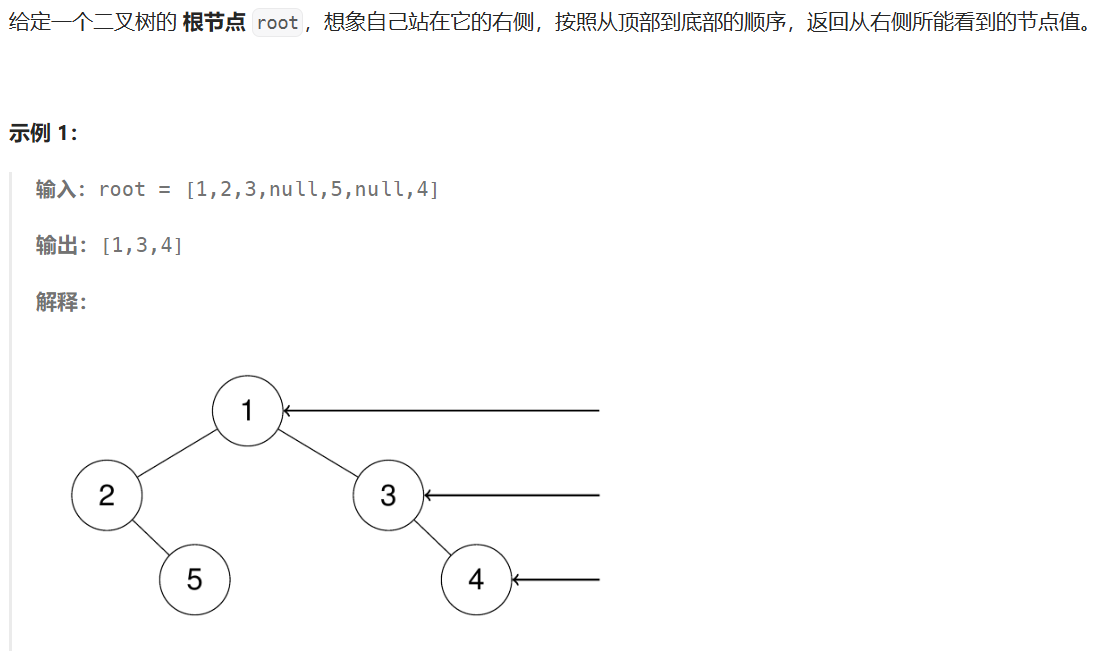 给定一个二叉树的 根节点 root，想象自己站在它的右侧，按照从顶部到底部的顺序，返回从右侧所能看到的节点值。
示例 1：
输入：root = [1,2,3,null,5,null,4]
输出：[1,3,4]
解释：
1
2 3
5 4